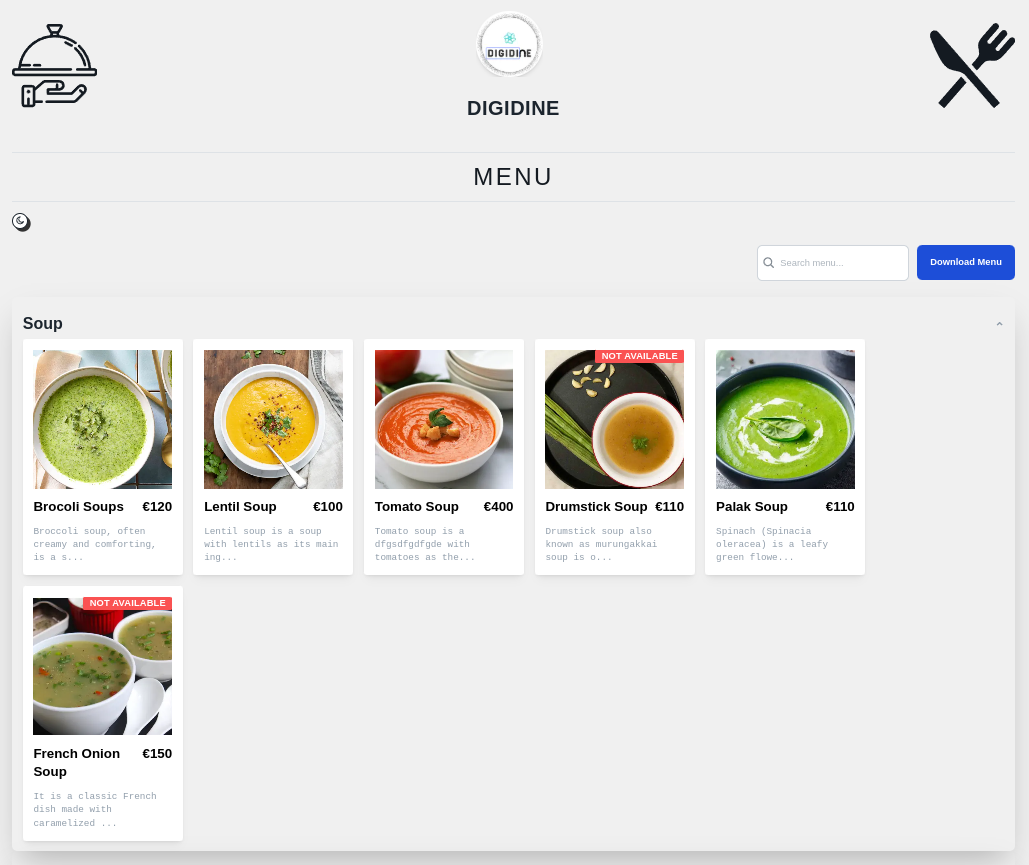 DIGIDINE
DIGIDINE
MENU
Search menu...
Download Menu
Soup
Brocoli Soups €120
Broccoli soup, often
creamy and comforting,
is a s...
Lentil Soup €100
Lentil soup is a soup
with lentils as its main
ing...
Tomato Soup €400
Tomato soup is a
dfgsdfgdfgde with
tomatoes as the...
NOT AVAILABLE
Drumstick Soup €110
Drumstick soup also
known as murungakkai
soup is o...
Palak Soup €110
Spinach (Spinacia
oleracea) is a leafy
green flowe...
NOT AVAILABLE
French Onion €150
Soup
It is a classic French
dish made with
caramelized ...